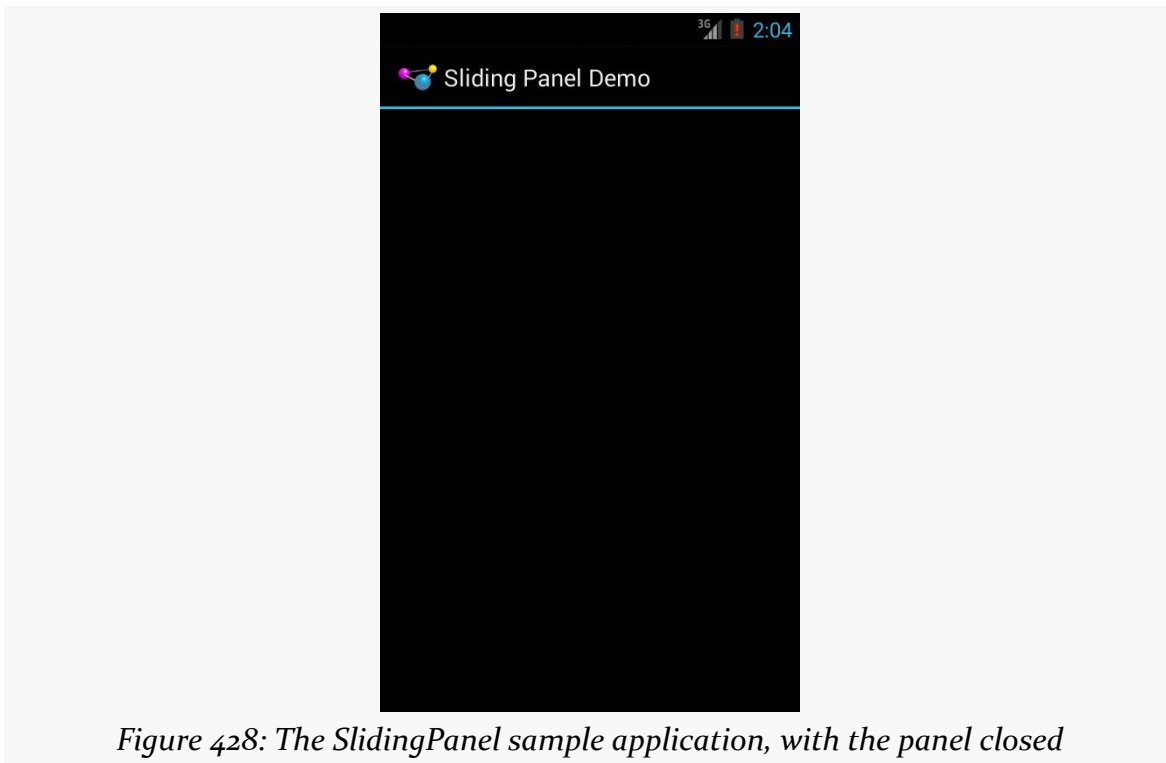 3G 2:04
Sliding Panel Demo
Figure 428: The SlidingPanel sample application, with the panel closed